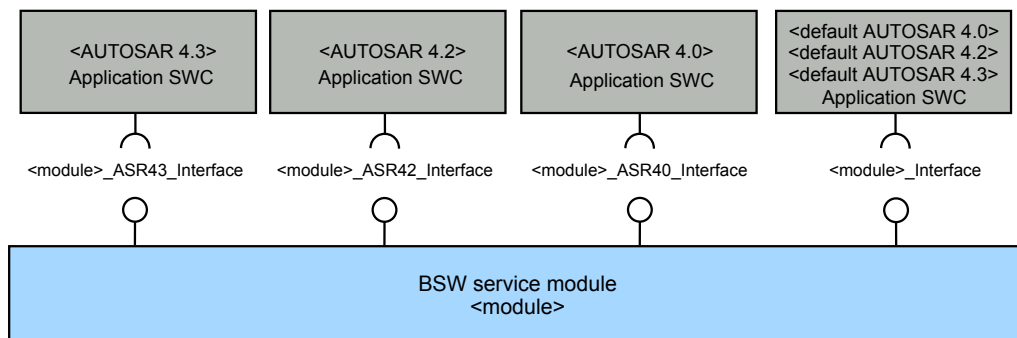 <AUTOSAR 4.3>
Application SWC
<AUTOSAR 4.2>
Application SWC
<AUTOSAR 4.0>
Application SWC
<default AUTOSAR 4.0>
<default AUTOSAR 4.2>
<default AUTOSAR 4.3>
Application SWC
<module>_ASR43_Interface
<module>_ASR42_Interface
<module>_ASR40_Interface
<module>_Interface
BSW service module
<module>